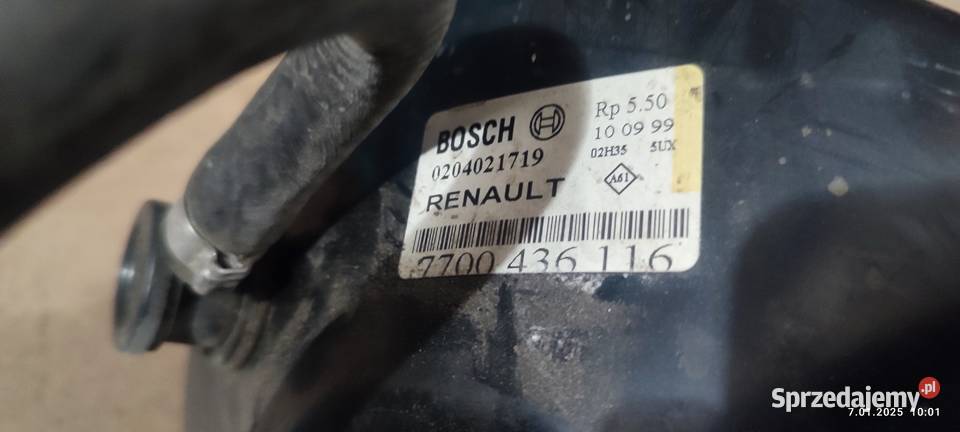 BOSCH
Rp 5.50
10 09 99
0204021719
02H35 5UX
RENAULT
A61
7700 436 116
Sprzedajemy.pl
7.01.2025 10:01